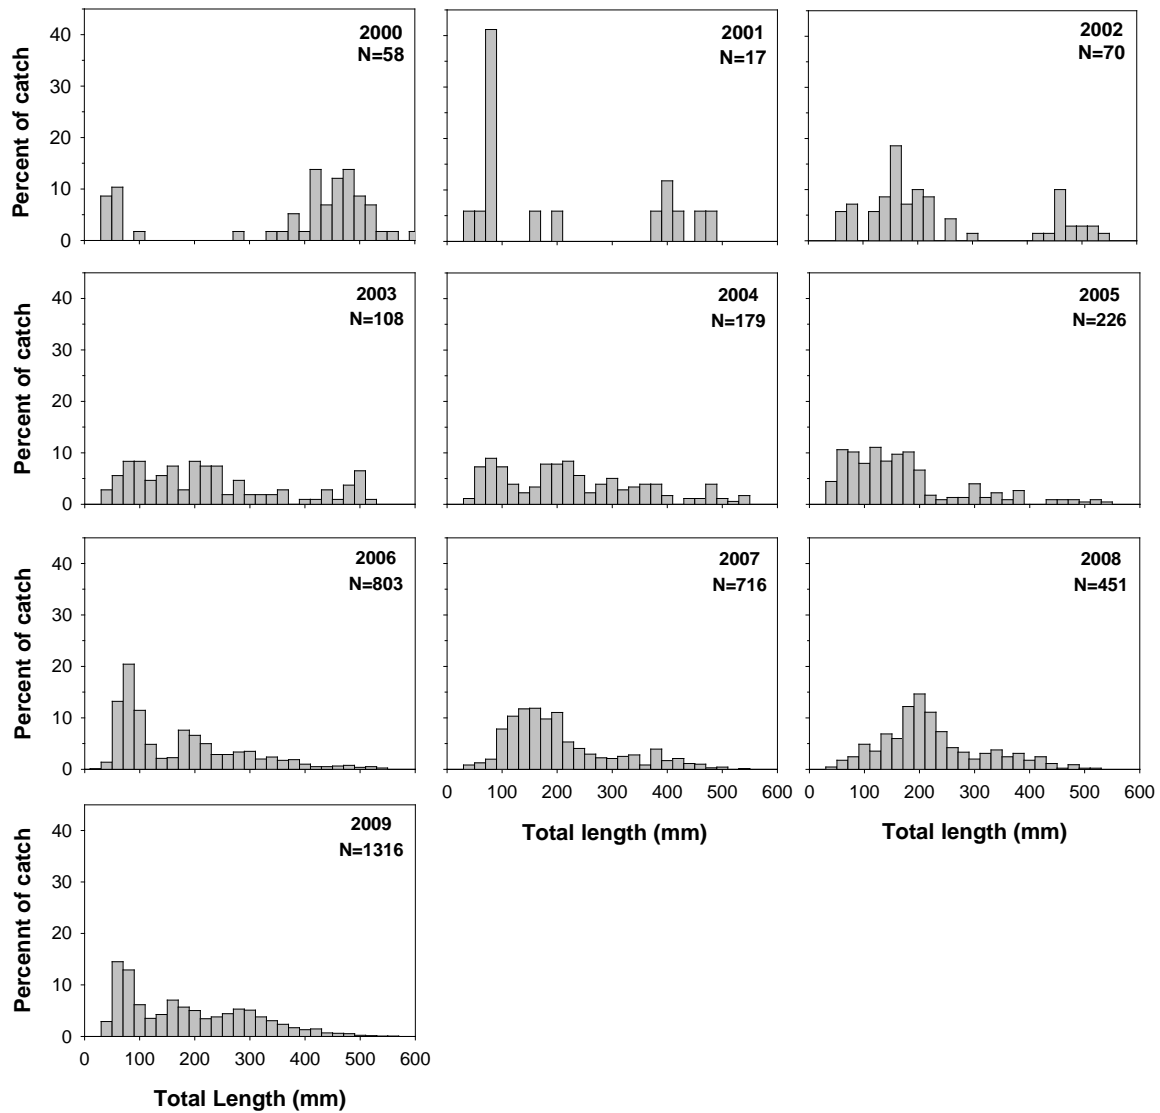 2000
N=58
2001
N=17
2002
N=70
Percent of catch
40
30
20
10
0
2003
N=108
2004
N=179
2005
N=226
Percent of catch
40
30
20
10
0
2006
N=803
2007
N=716
2008
N=451
Percent of catch
40
30
20
10
0
0 100 200 300 400 500 600
0 100 200 300 400 500 600
Total length (mm)
Total length (mm)
2009
N=1316
Percennt of catch
40
30
20
10
0
0 100 200 300 400 500 600
Total Length (mm)